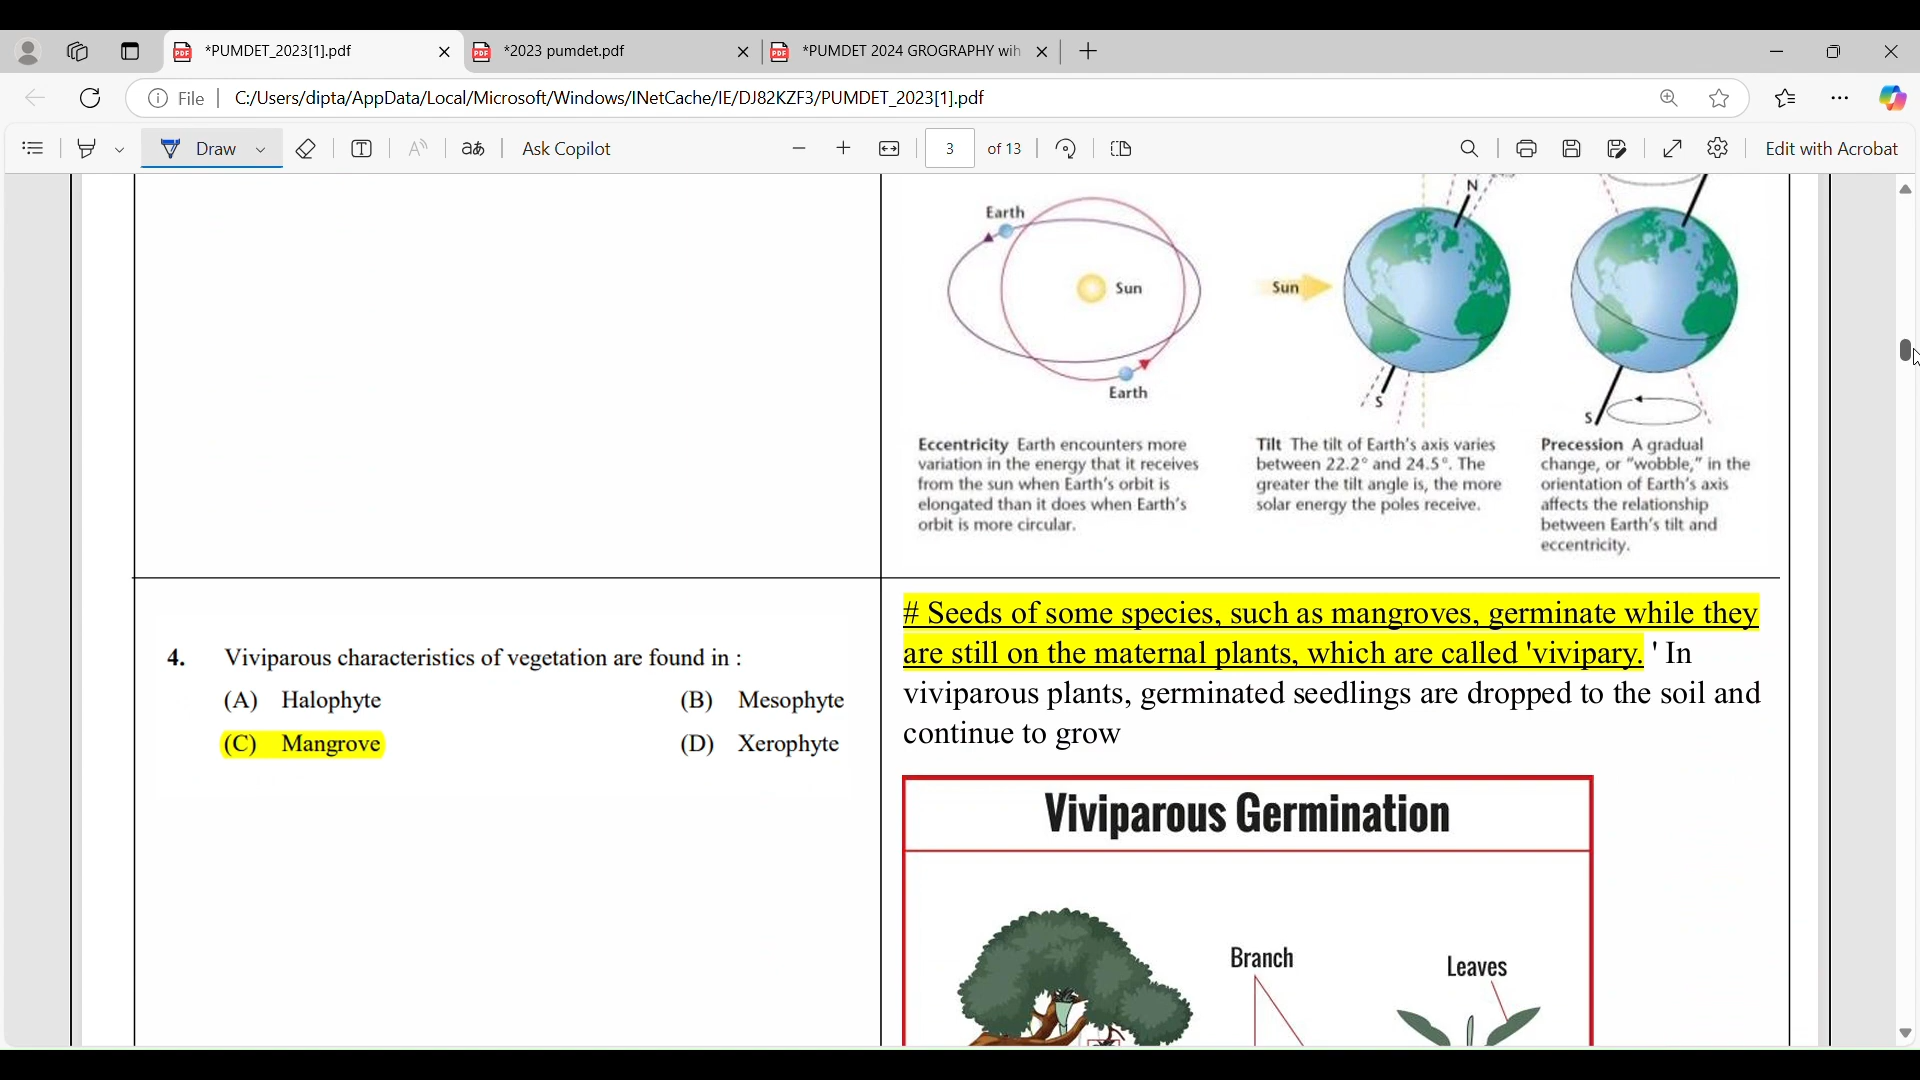 *PUMDET_2023[1].pdf
*2023 pumdet.pdf
*PUMDET 2024 GROGRAPHY wih
File
C:/Users/dipta/AppData/Local/Microsoft/Windows/INetCache/IE/DJ82KZF3/PUMDET_2023[1].pdf
Draw
Ask Copilot
3 of 13
Edit with Acrobat
Earth
Sun
Earth
Eccentricity Earth encounters more
variation in the energy that it receives
from the sun when Earth's orbit is
elongated than it does when Earth's
orbit is more circular.
N
Sun
S
Tilt The tilt of Earth's axis varies
between 22.2° and 24.5°. The
greater the tilt angle is, the more
solar energy the poles receive.
S
Precession A gradual
change, or "wobble," in the
orientation of Earth's axis
affects the relationship
between Earth's tilt and
eccentricity.
4. Viviparous characteristics of vegetation are found in :
(A) Halophyte (B) Mesophyte
(C) Mangrove (D) Xerophyte
# Seeds of some species, such as mangroves, germinate while they
are still on the maternal plants, which are called 'vivipary. ' In
viviparous plants, germinated seedlings are dropped to the soil and
continue to grow
Viviparous Germination
Branch
Leaves